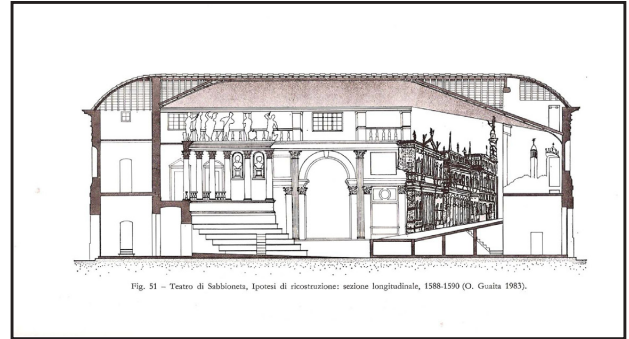 Fig. 51 – Teatro di Sabbioneta, Ipotesi di ricostruzione: sezione longitudinale, 1588-1590 (O. Guaita 1983).